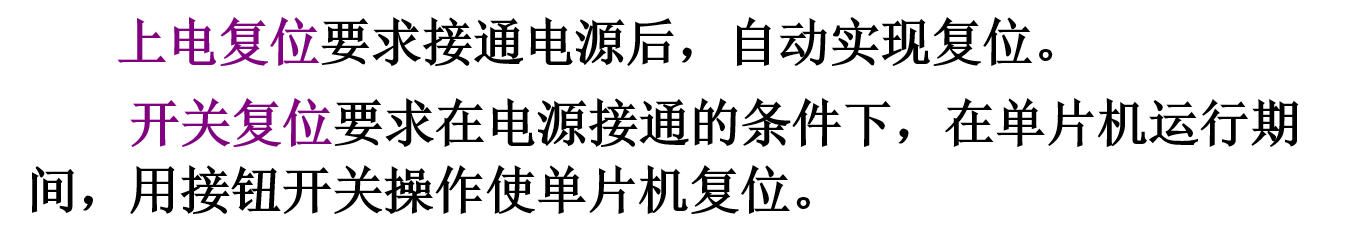 上电复位要求接通电源后，自动实现复位。
开关复位要求在电源接通的条件下，在单片机运行期
间，用接钮开关操作使单片机复位。